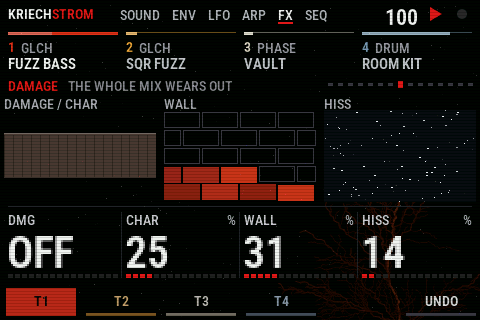 KRIECHSTROM SOUND ENV LFO ARP FX SEQ 100
1 GLCH 2 GLCH 3 PHASE 4 DRUM
FUZZ BASS SQR FUZZ VAULT ROOM KIT
DAMAGE THE WHOLE MIX WEARS OUT
DAMAGE / CHAR WALL HISS
DMG CHAR % WALL % HISS %
OFF 25 31 14
T1 T2 T3 T4 UNDO